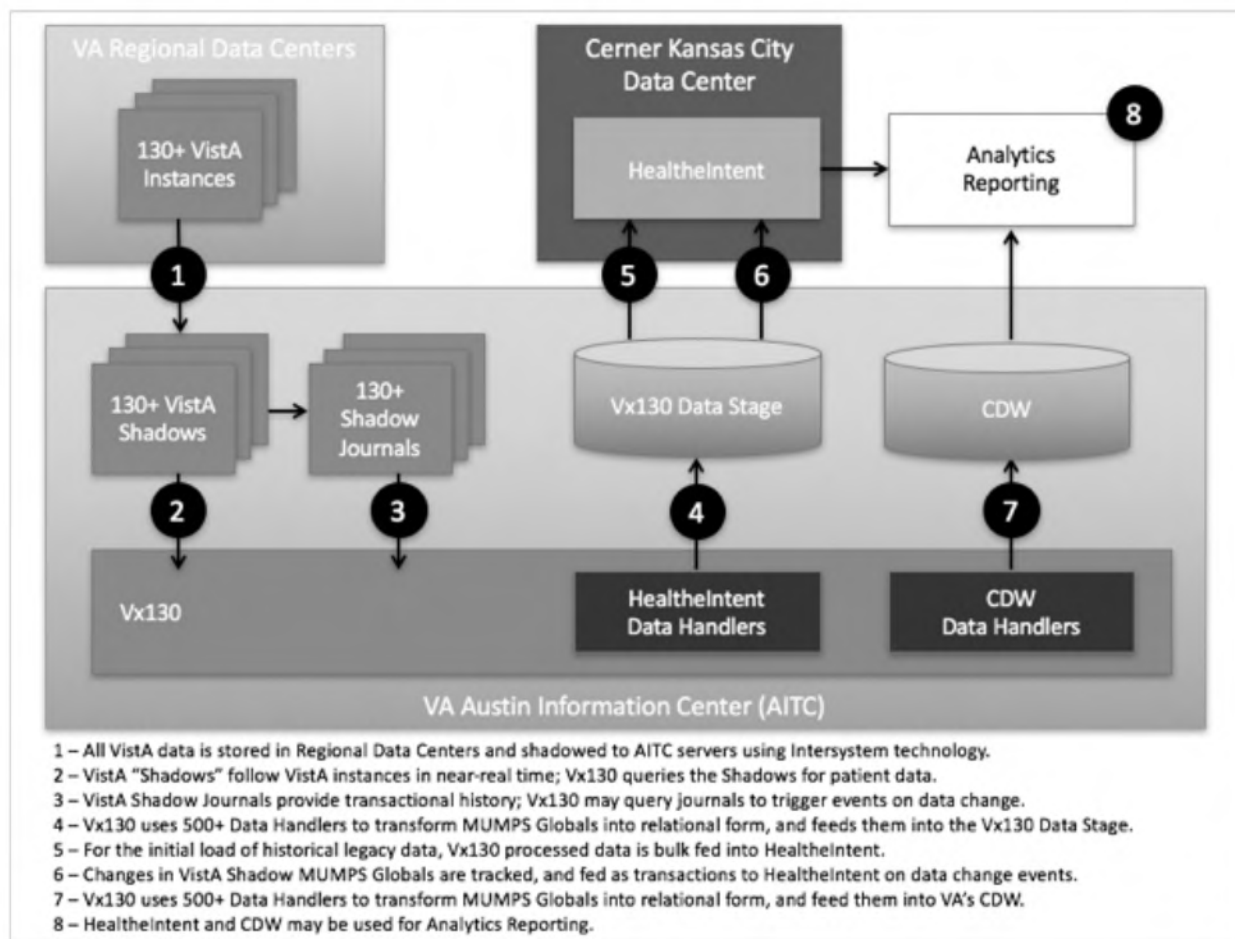 VA Regional Data Centers
130+ VistA
Instances
Cerner Kansas City
Data Center
HealtheIntent
8
Analytics
Reporting
1
5
6
130+ VistA
Shadows
130+
Shadow
Journals
Vx130 Data Stage
CDW
2
3
4
7
Vx130
HealtheIntent
Data Handlers
CDW
Data Handlers
VA Austin Information Center (AITC)
1 – All VistA data is stored in Regional Data Centers and shadowed to AITC servers using Intersystem technology.
2 – VistA “Shadows” follow VistA instances in near-real time; Vx130 queries the Shadows for patient data.
3 – VistA Shadow Journals provide transactional history; Vx130 may query journals to trigger events on data change.
4 – Vx130 uses 500+ Data Handlers to transform MUMPS Globals into relational form, and feeds them into the Vx130 Data Stage.
5 – For the initial load of historical legacy data, Vx130 processed data is bulk fed into HealtheIntent.
6 – Changes in VistA Shadow MUMPS Globals are tracked, and fed as transactions to HealtheIntent on data change events.
7 – Vx130 uses 500+ Data Handlers to transform MUMPS Globals into relational form, and feed them into VA’s CDW.
8 – HealtheIntent and CDW may be used for Analytics Reporting.